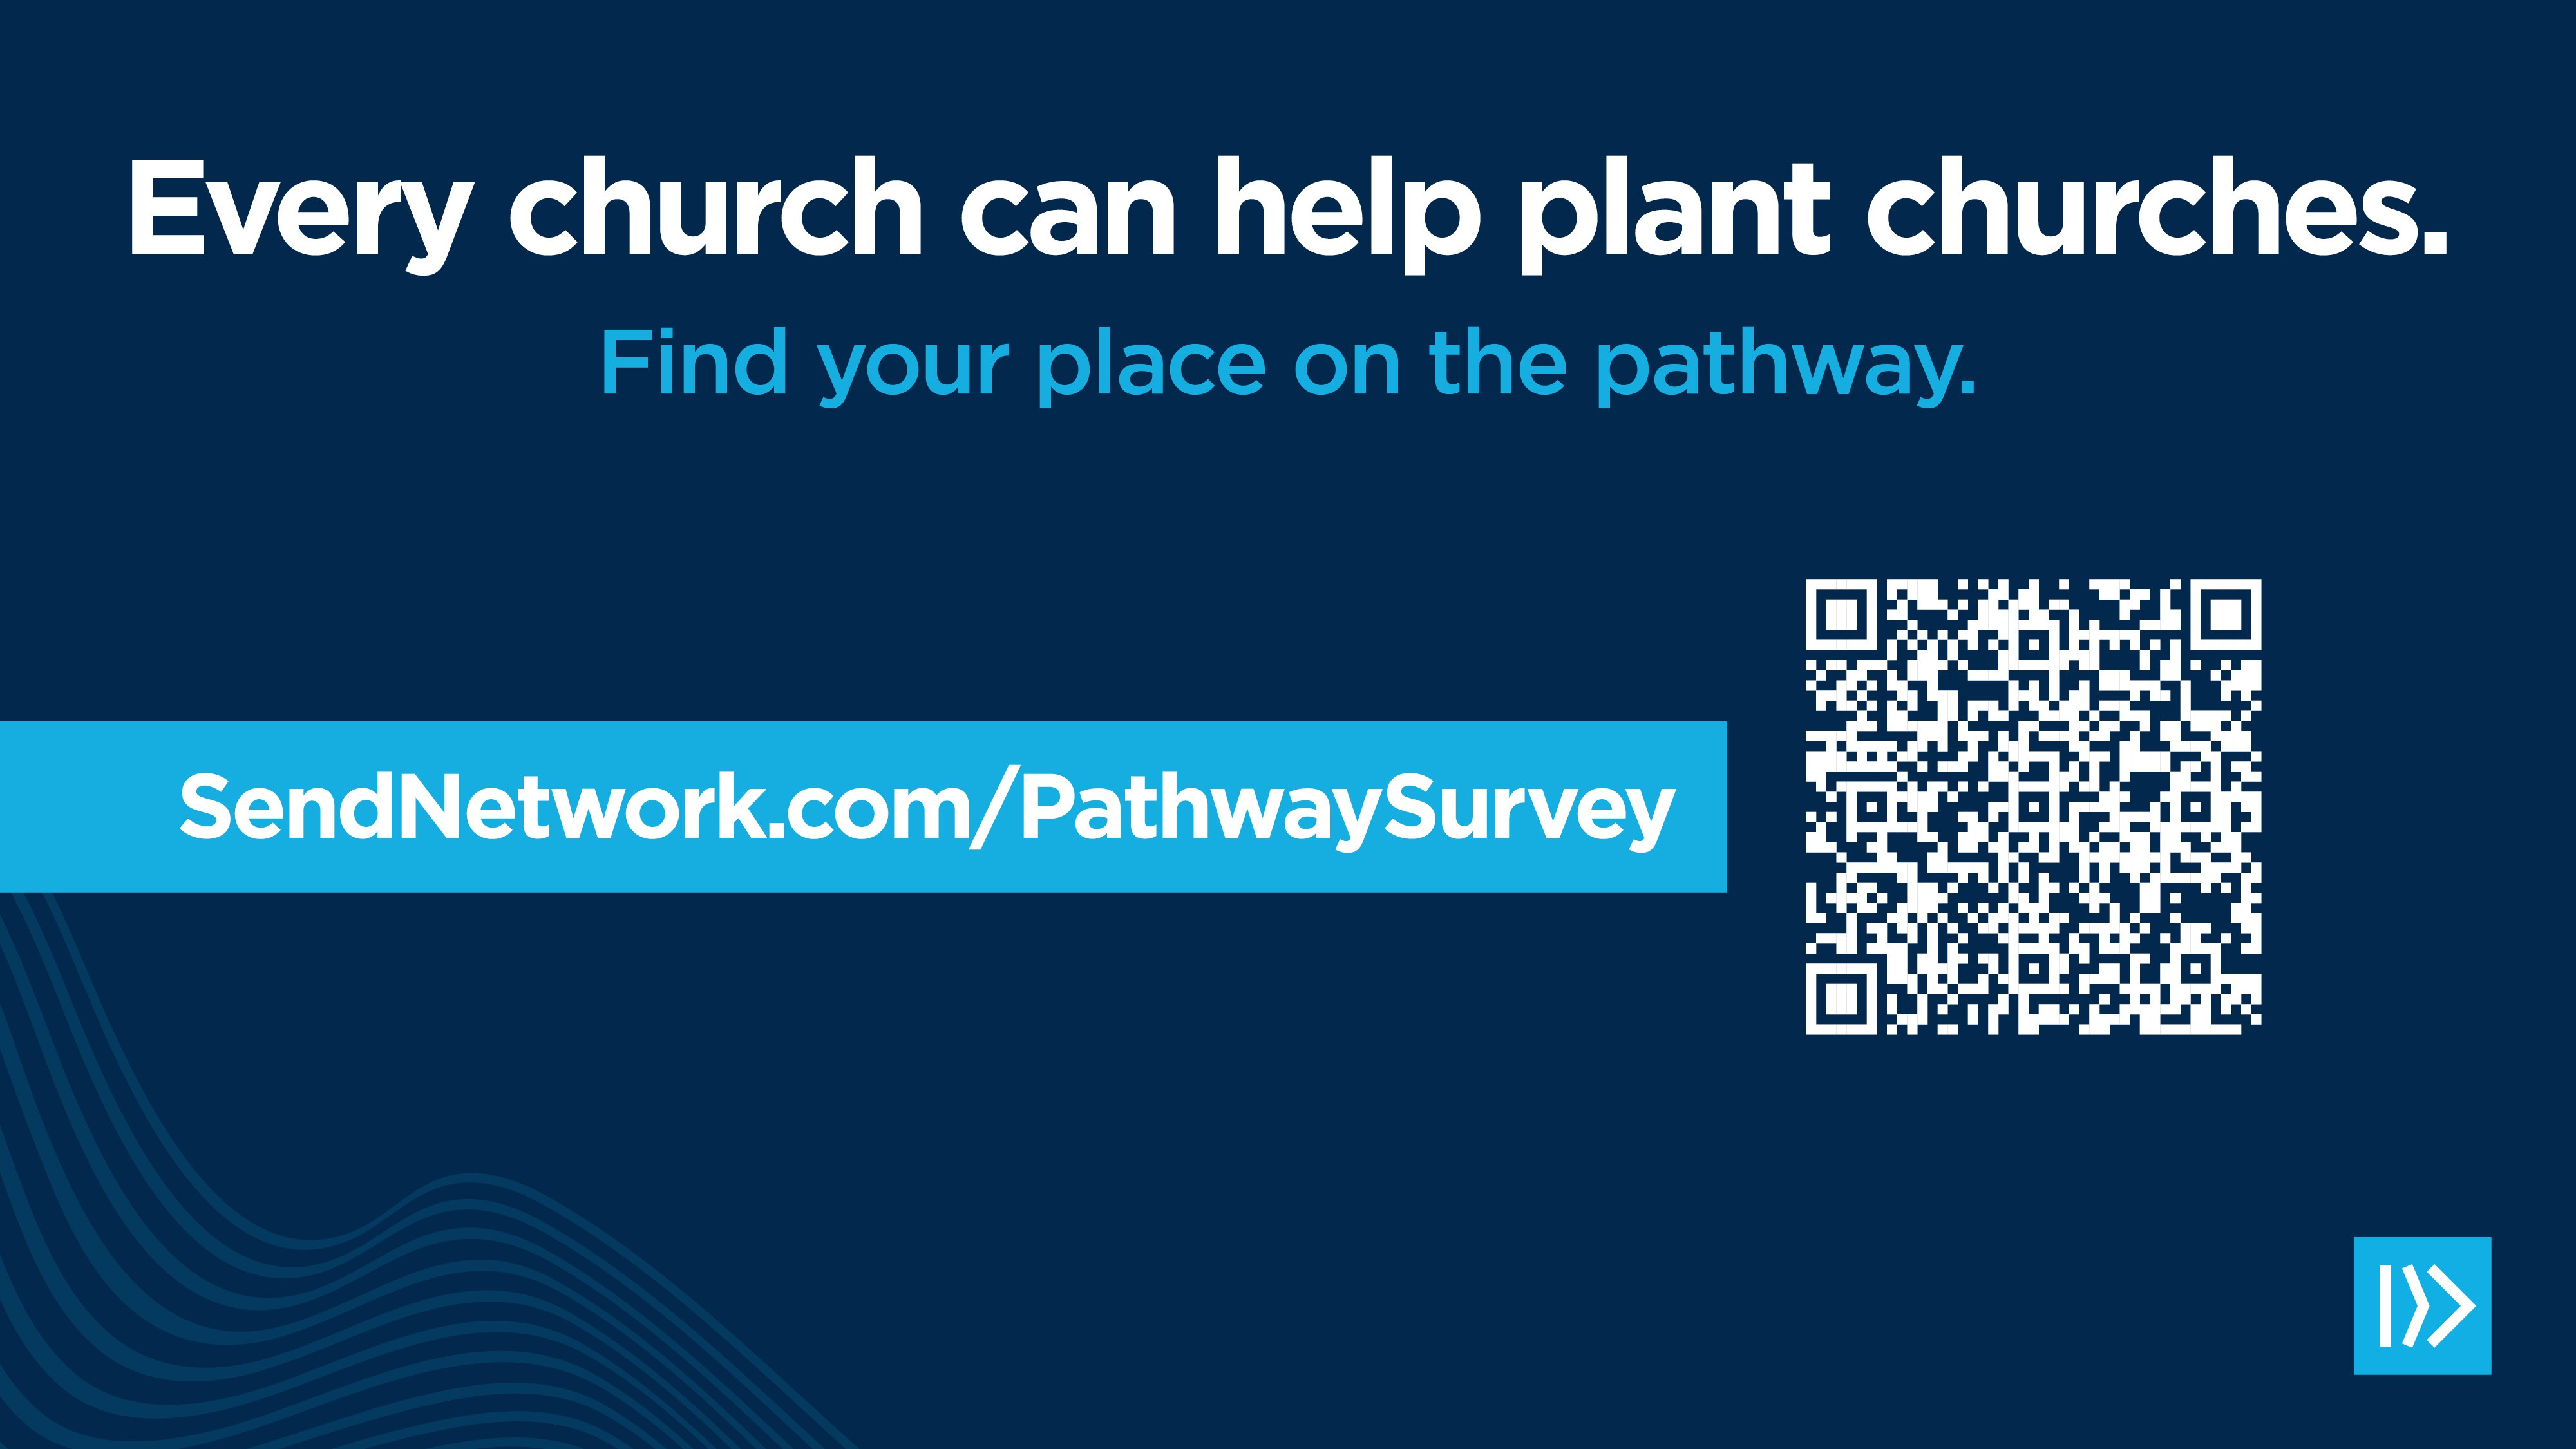 Every church can help plant churches.
Find your place on the pathway.
SendNetwork.com/PathwaySurvey